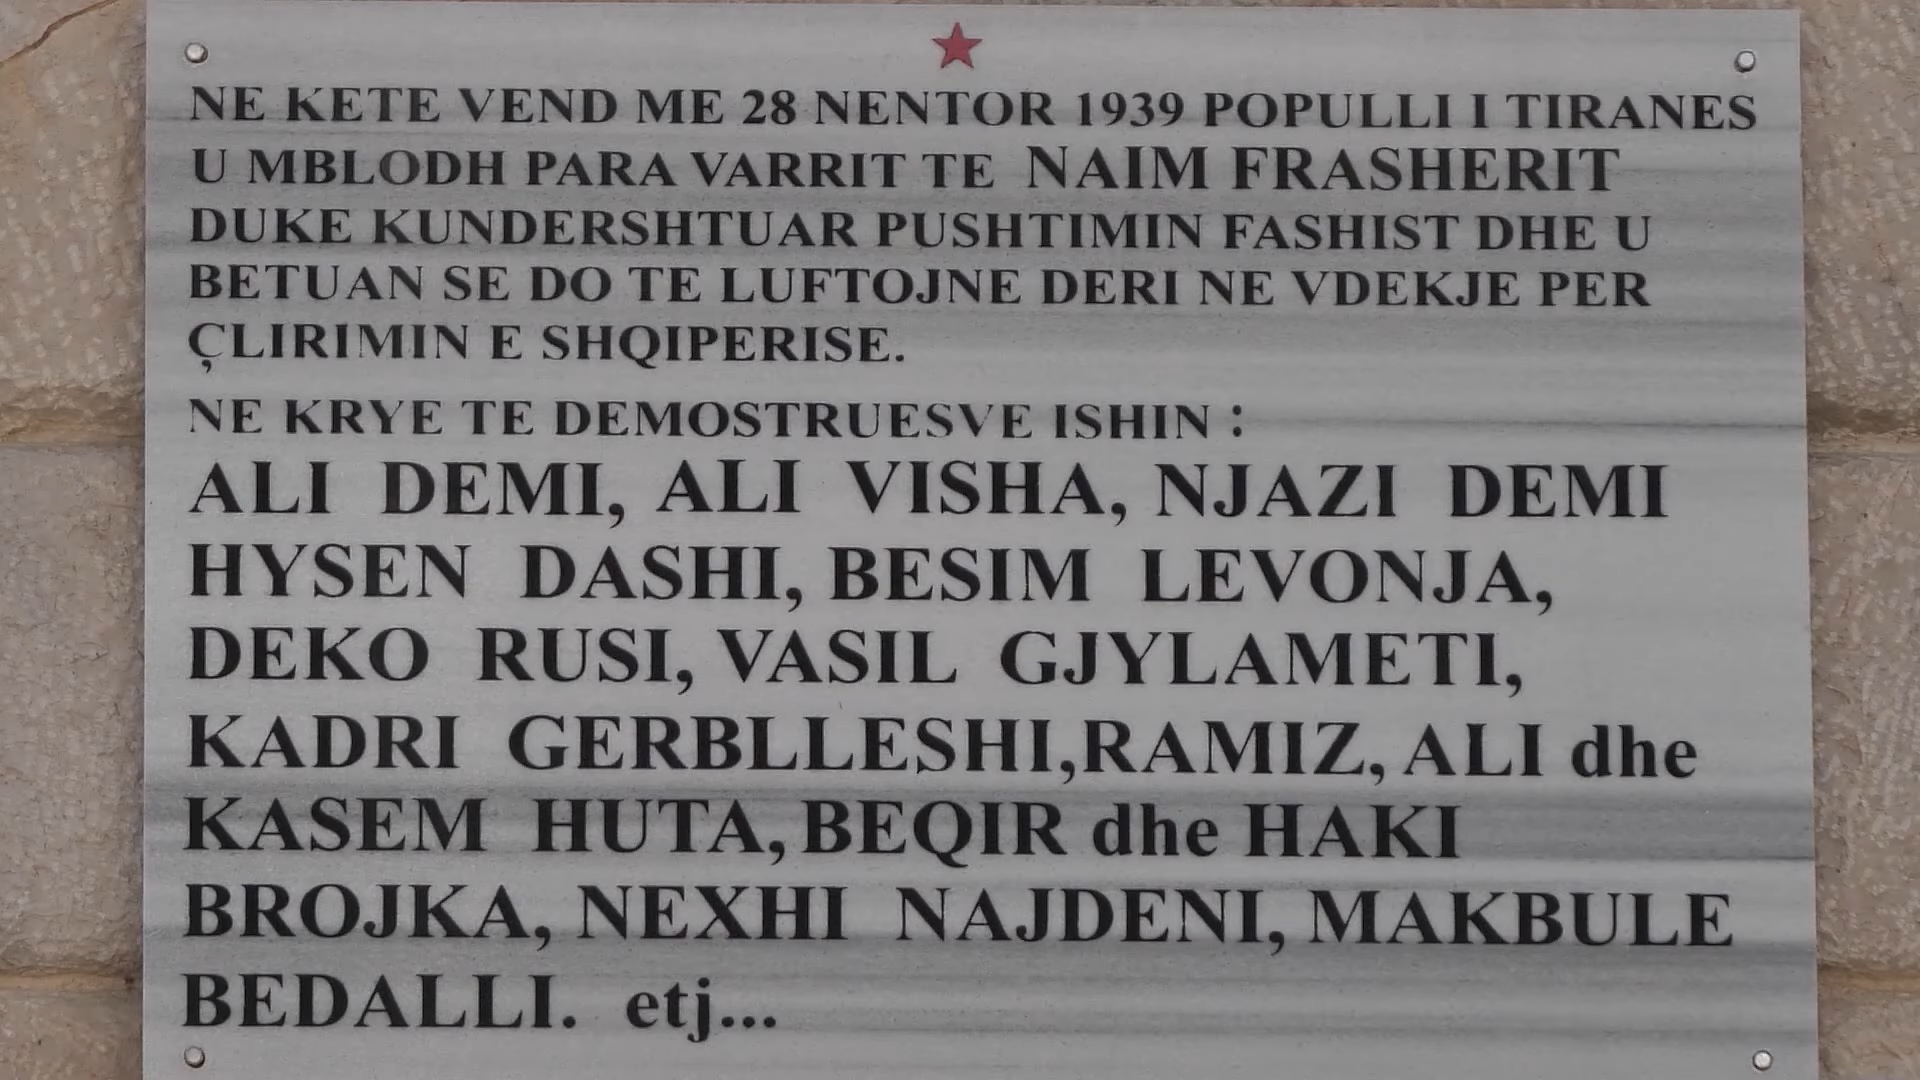 NE KETE VEND ME 28 NENTOR 1939 POPULLI I TIRANES
U MBLODH PARA VARRIT TE NAIM FRASHERIT
DUKE KUNDERSHTUAR PUSHTIMIN FASHIST DHE U
BETUAN SE DO TE LUFTOJNE DERI NE VDEKJE PER
ÇLIRIMIN E SHQIPERISE.
NE KRYE TE DEMOSTRUESVE ISHIN :
ALI DEMI, ALI VISHA, NJAZI DEMI
HYSEN DASHI, BESIM LEVONJA,
DEKO RUSI, VASIL GJYLAMETI,
KADRI GERBLLESHI,RAMIZ, ALI dhe
KASEM HUTA, BEQIR dhe HAKI
BROJKA, NEXHI NAJDENI, MAKBULE
BEDALLI. etj...